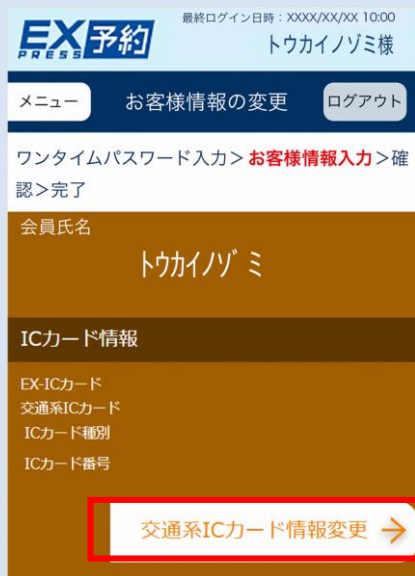 最終ログイン日時：XXXX/XX/XX 10:00
EX予約
PRESS
トウカイノゾミ様
メニュー
お客様情報の変更
ログアウト
ワンタイムパスワード入力＞お客様情報入力＞確
認＞完了
会員氏名
ﾄｳｶｲﾉｿﾞﾐ
ICカード情報
EX-ICカード
交通系ICカード
ICカード種別
ICカード番号
交通系ICカード情報変更 →